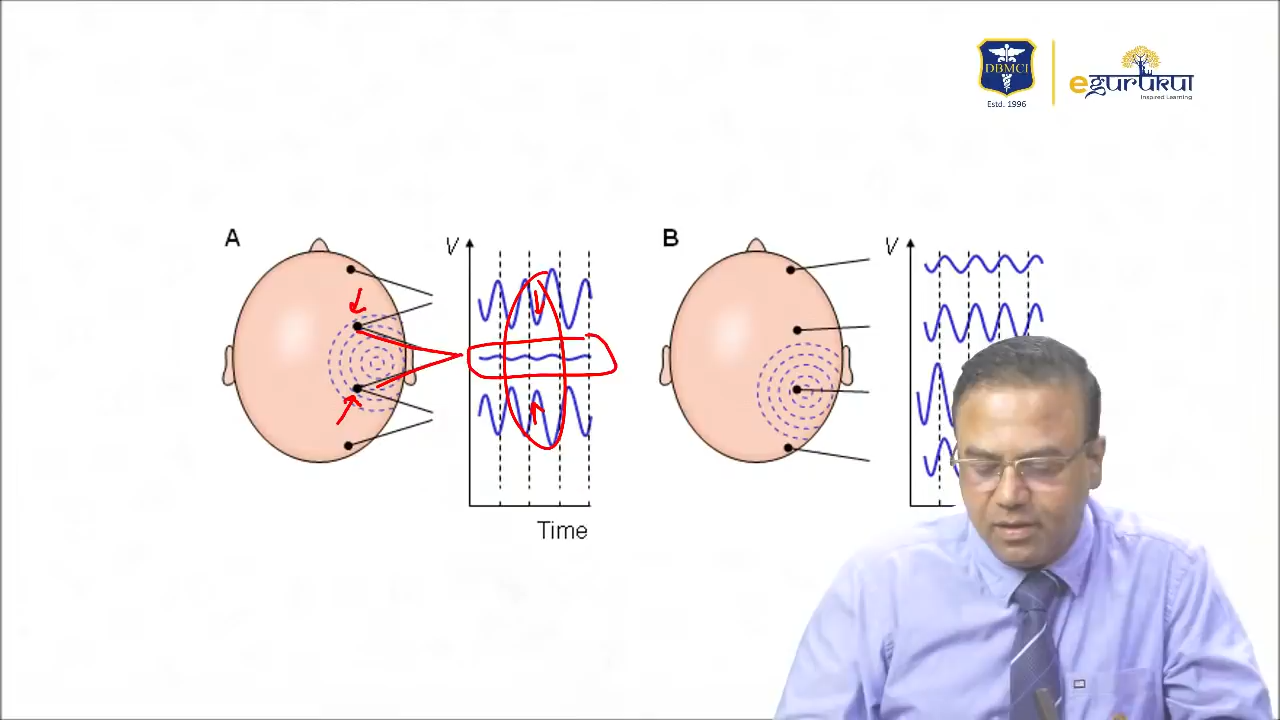 DBMCI
Estd. 1996
egurukul
Inspired Learning
A
V
Time
B
V